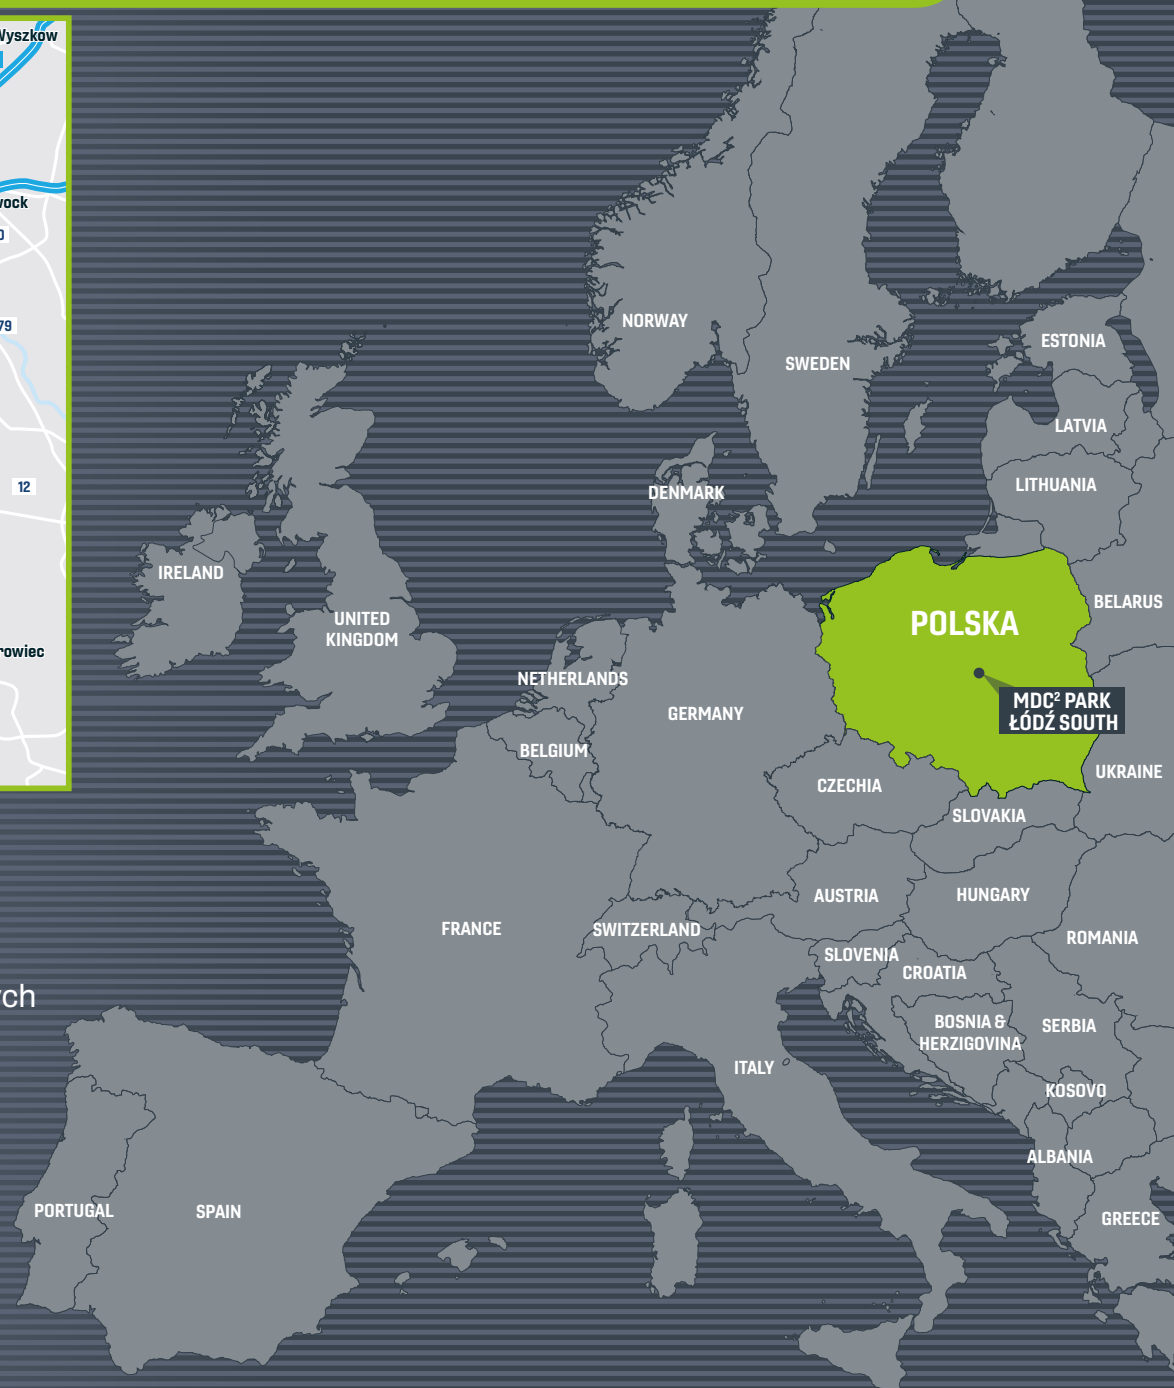 Wyszków
wock
79
12
rowiec
ych
NORWAY
SWEDEN
ESTONIA
LATVIA
LITHUANIA
DENMARK
IRELAND
UNITED
KINGDOM
BELARUS
POLSKA
NETHERLANDS
GERMANY
MDC² PARK
ŁÓDŹ SOUTH
BELGIUM
UKRAINE
CZECHIA
SLOVAKIA
AUSTRIA
HUNGARY
FRANCE
SWITZERLAND
ROMANIA
SLOVENIA
CROATIA
BOSNIA &
HERZIGOVINA
SERBIA
ITALY
KOSOVO
ALBANIA
PORTUGAL
SPAIN
GREECE